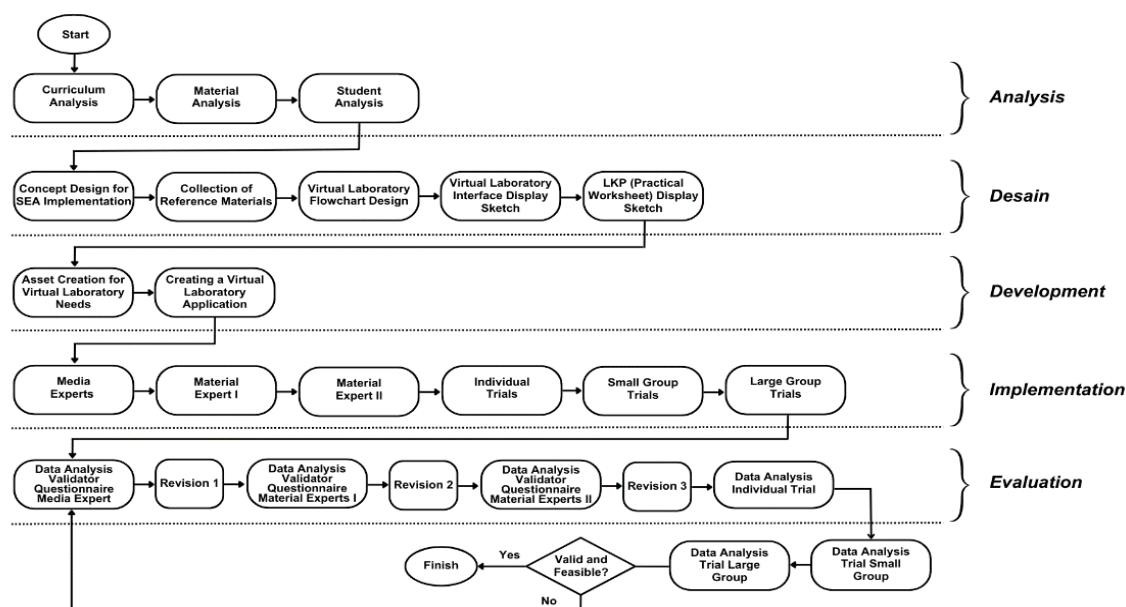 Start
Curriculum
Analysis
Material
Analysis
Student
Analysis
Analysis
Concept Design for
SEA Implementation
Collection of
Reference Materials
Virtual Laboratory
Flowchart Design
Virtual Laboratory
Interface Display
Sketch
LKP (Practical
Worksheet) Display
Sketch
Desain
Asset Creation for
Virtual Laboratory
Needs
Creating a Virtual
Laboratory
Application
Development
Media
Experts
Material
Expert I
Material
Expert II
Individual
Trials
Small Group
Trials
Large Group
Trials
Implementation
Data Analysis
Validator
Questionnaire
Media Expert
Revision 1
Data Analysis
Validator
Questionnaire
Material Experts I
Revision 2
Data Analysis
Validator
Questionnaire
Material Experts II
Revision 3
Data Analysis
Individual Trial
Evaluation
Data Analysis
Trial Small
Group
Data Analysis
Trial Large
Group
Valid and
Feasible?
Yes
Finish
No